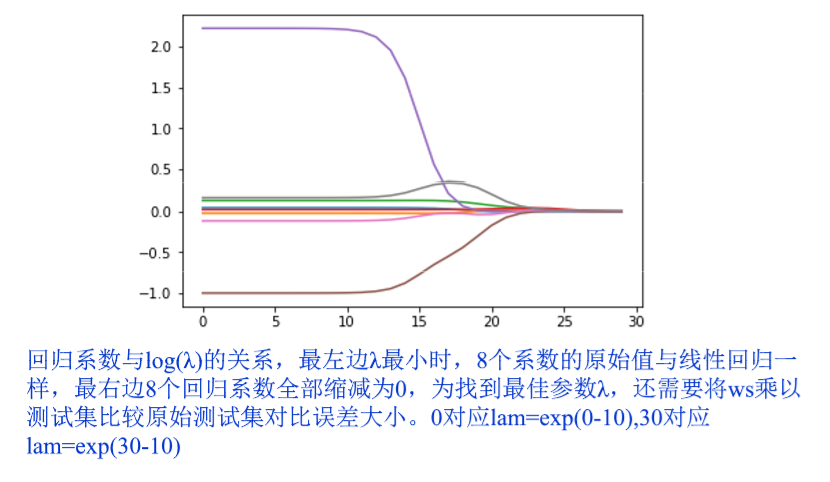 2.0
1.5
1.0
0.5
0.0
−0.5
−1.0
0 5 10 15 20 25 30
回归系数与log(λ)的关系，最左边λ最小时，8个系数的原始值与线性回归一
样，最右边8个回归系数全部缩减为0，为找到最佳参数λ，还需要将ws乘以
测试集比较原始测试集对比误差大小。0对应lam=exp(0-10),30对应
lam=exp(30-10)